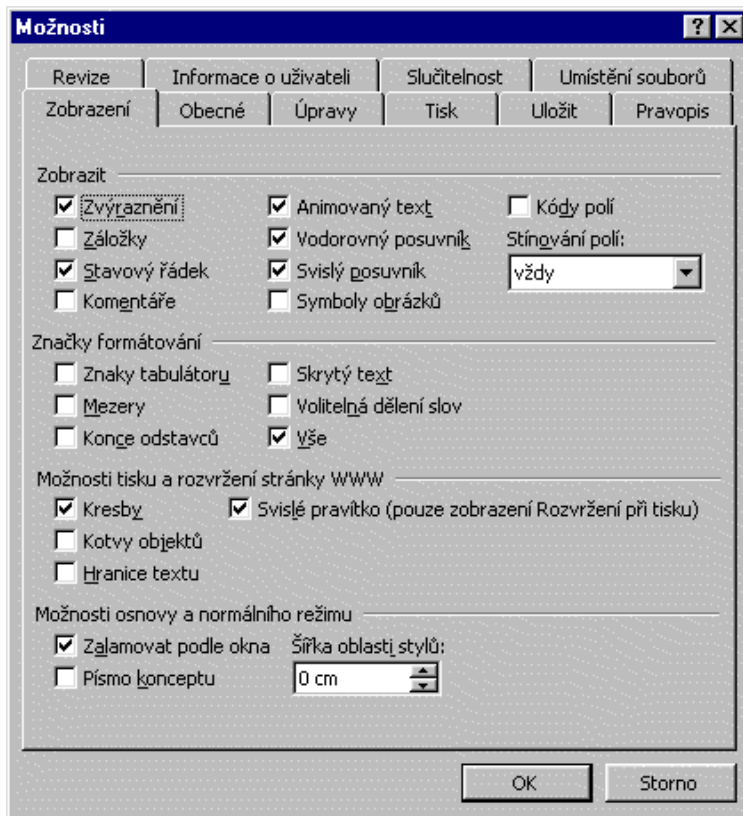 Možnosti
Revize Informace o uživateli Slučitelnost Umístění souborů
Zobrazení Obecné Úpravy Tisk Uložit Pravopis
Zobrazit
Zvýraznění Animovaný text Kódy polí
Záložky Vodorovný posuvník Stínování polí:
Stavový řádek Svislý posuvník vždy
Komentáře Symboly obrázků
Značky formátování
Znaky tabulátoru Skrytý text
Mezery Volitelná dělení slov
Konce odstavců Vše
Možnosti tisku a rozvržení stránky WWW
Kresby Svislé pravítko (pouze zobrazení Rozvržení při tisku)
Kotvy objektů
Hranice textu
Možnosti osnovy a normálního režimu
Zalamovat podle okna Šířka oblasti stylů:
Písmo konceptu 0 cm
OK Storno